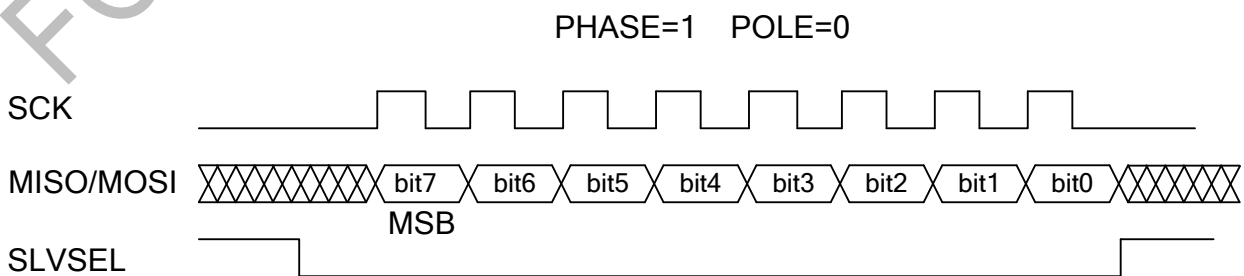 PHASE=1 POLE=0
SCK
MISO/MOSI bit7 bit6 bit5 bit4 bit3 bit2 bit1 bit0
MSB
SLVSEL